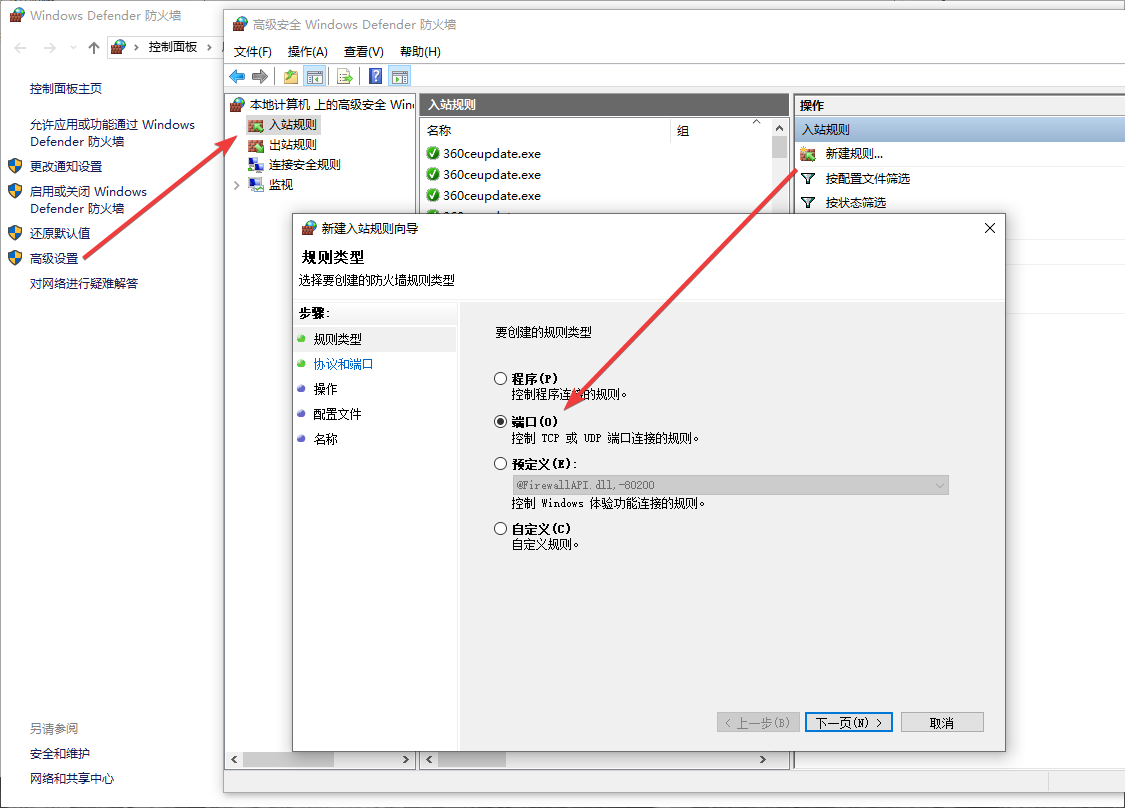 Windows Defender 防火墙
控制面板
控制面板主页
允许应用或功能通过 Windows
Defender 防火墙
更改通知设置
启用或关闭 Windows
Defender 防火墙
还原默认值
高级设置
对网络进行疑难解答
另请参阅
安全和维护
网络和共享中心
高级安全 Windows Defender 防火墙
文件(F) 操作(A) 查看(V) 帮助(H)
本地计算机 上的高级安全 Win
入站规则
出站规则
连接安全规则
监视
入站规则
名称 组
360ceupdate.exe
360ceupdate.exe
360ceupdate.exe
操作
入站规则
新建规则...
按配置文件筛选
按状态筛选
新建入站规则向导
规则类型
选择要创建的防火墙规则类型
步骤:
规则类型
协议和端口
操作
配置文件
名称
要创建的规则类型
程序(P)
控制程序连接的规则。
端口(O)
控制 TCP 或 UDP 端口连接的规则。
预定义(E):
@FirewallAPI.dll,-80200
控制 Windows 体验功能连接的规则。
自定义(C)
自定义规则。
< 上一步(B) 下一页(N) > 取消